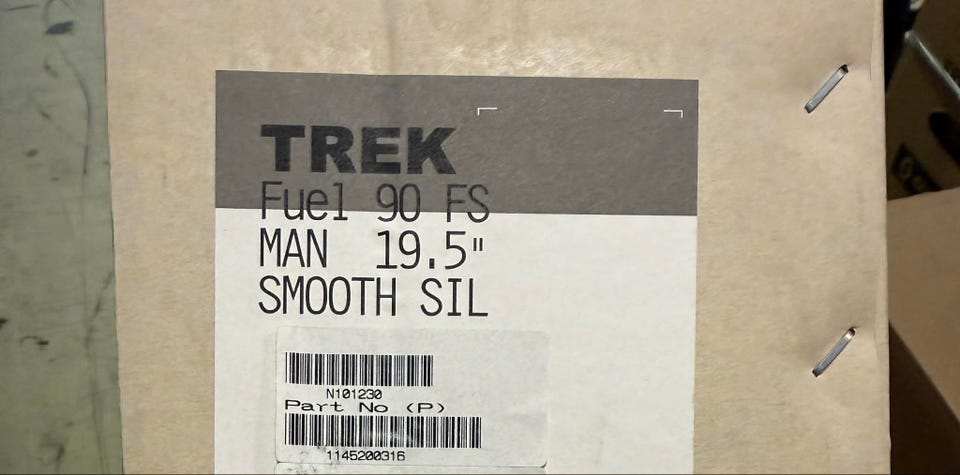 TREK
Fuel 90 FS
MAN 19.5"
SMOOTH SIL
N101230
Part No (P)
1145200316